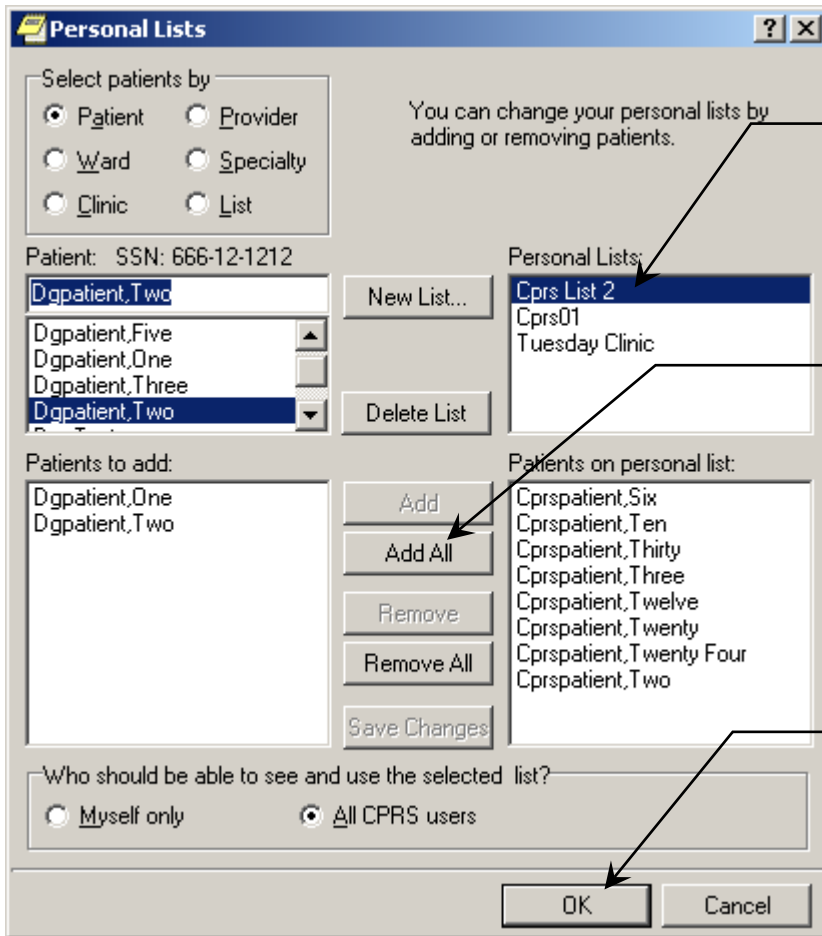 Personal Lists
Select patients by
Patient Provider
Ward Specialty
Clinic List
You can change your personal lists by
adding or removing patients.
Patient: SSN: 666-12-1212
Dgpatient,Two
Dgpatient,Five
Dgpatient,One
Dgpatient,Three
Dgpatient,Two
New List...
Delete List
Personal Lists:
Cprs List 2
Cprs01
Tuesday Clinic
Patients to add:
Dgpatient,One
Dgpatient,Two
Add
Add All
Remove
Remove All
Save Changes
Patients on personal list:
Cprspatient,Six
Cprspatient,Ten
Cprspatient,Thirty
Cprspatient,Three
Cprspatient,Twelve
Cprspatient,Twenty
Cprspatient,Twenty Four
Cprspatient,Two
Who should be able to see and use the selected list?
Myself only All CPRS users
OK Cancel